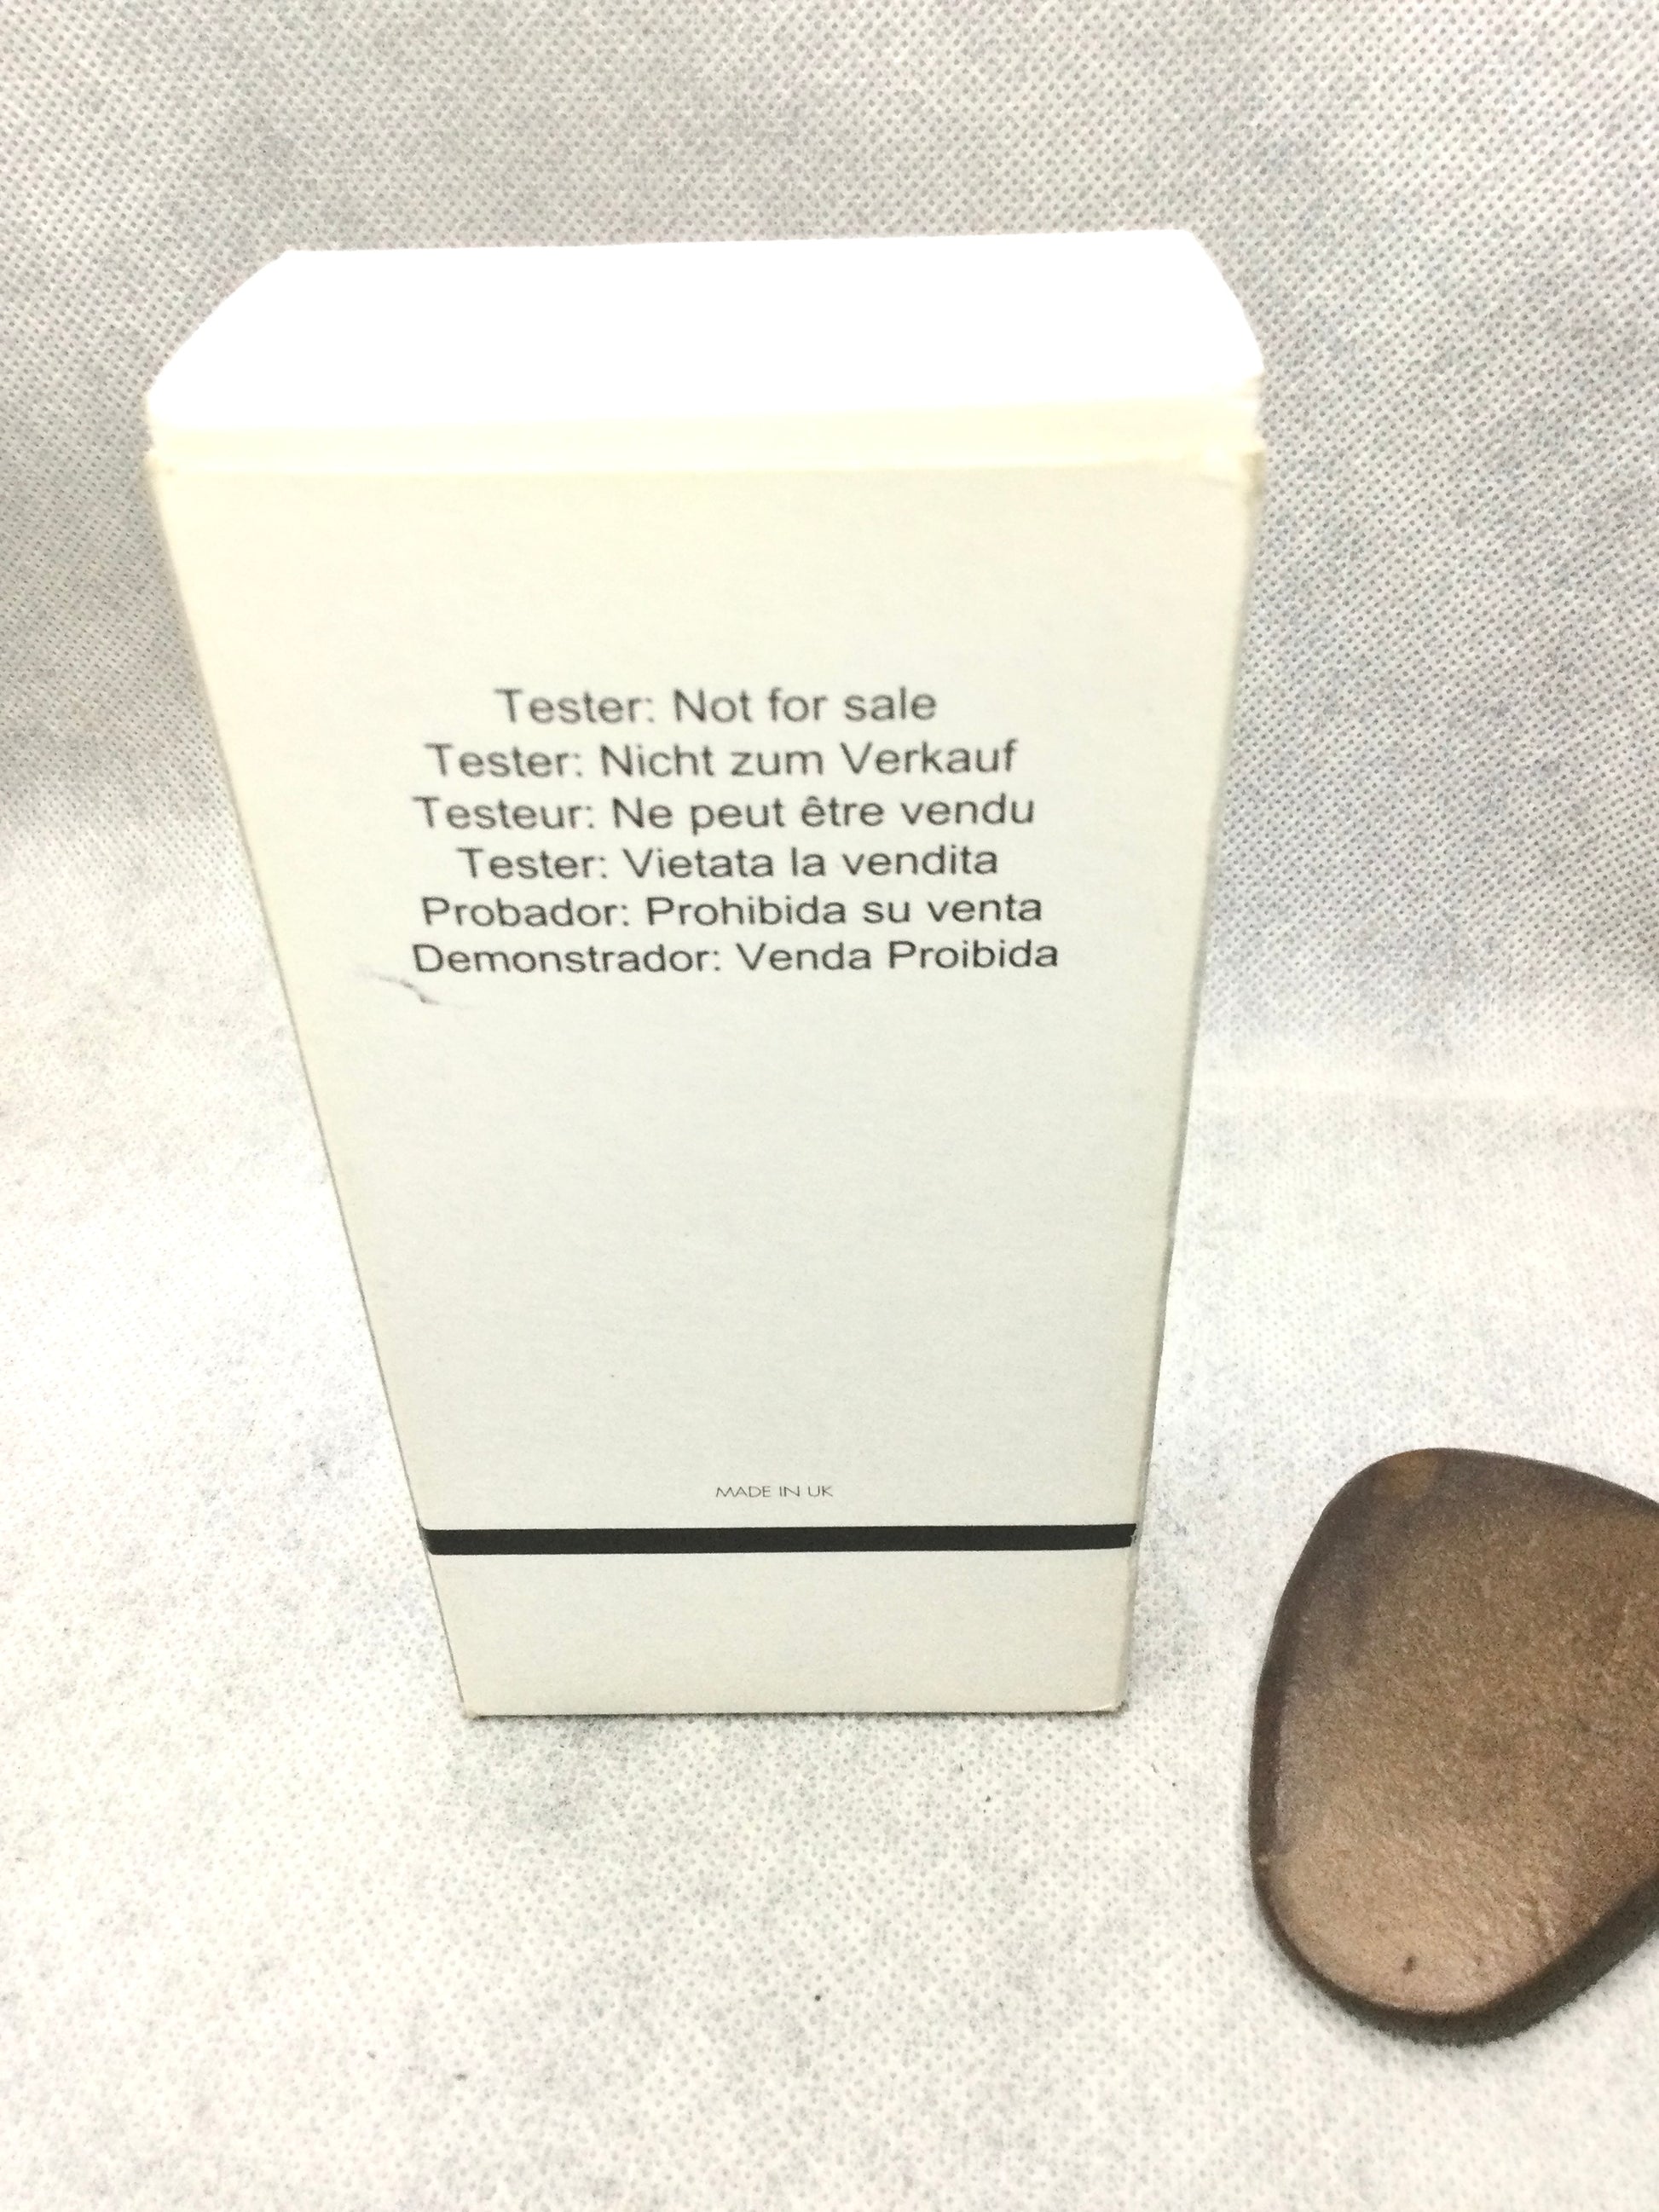 Tester: Not for sale
Tester: Nicht zum Verkauf
Testeur: Ne peut être vendu
Tester: Vietata la vendita
Probador: Prohibida su venta
Demonstrador: Venda Proibida
MADE IN UK